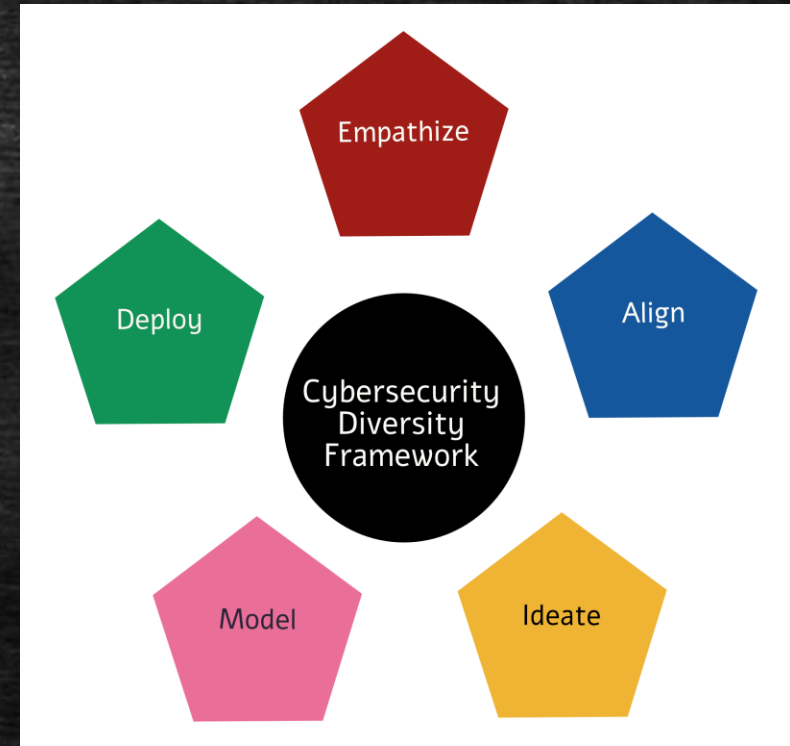 Empathize
Deploy
Align
Cybersecurity
Diversity
Framework
Model
Ideate